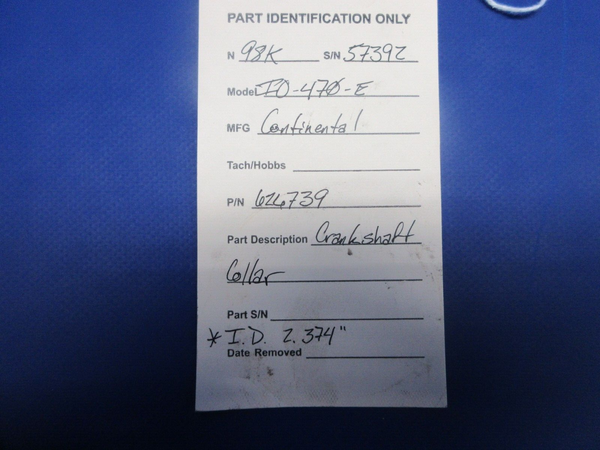 PART IDENTIFICATION ONLY
N 98K S/N 57392
Model IO-470-E
MFG Continental
Tach/Hobbs
P/N 626739
Part Description Crankshaft
Collar
Part S/N
* I.D. 2.374"
Date Removed